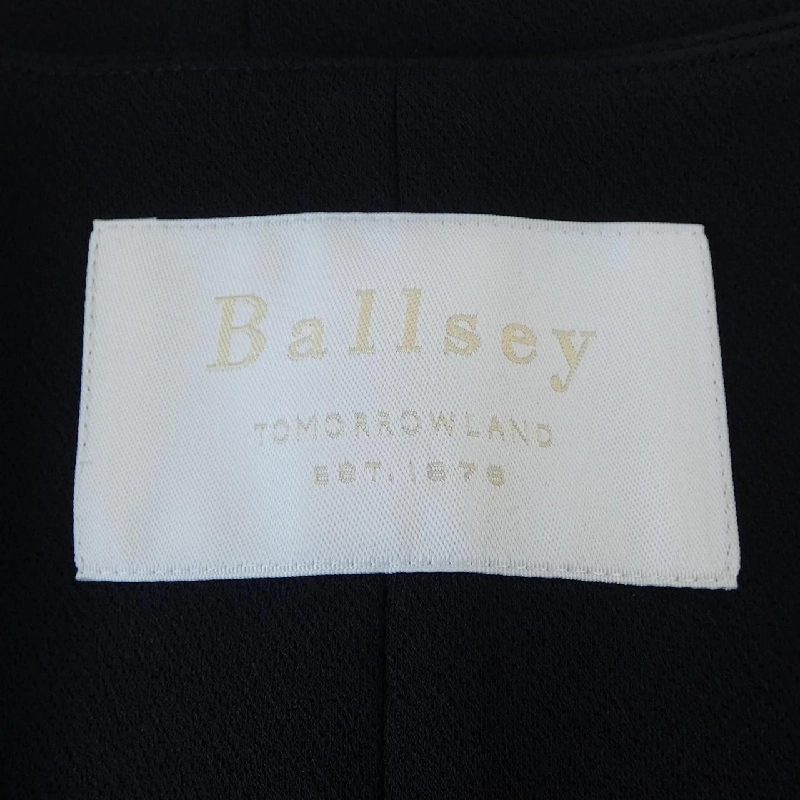 Ballsey
TOMORROWLAND
EST. 1978